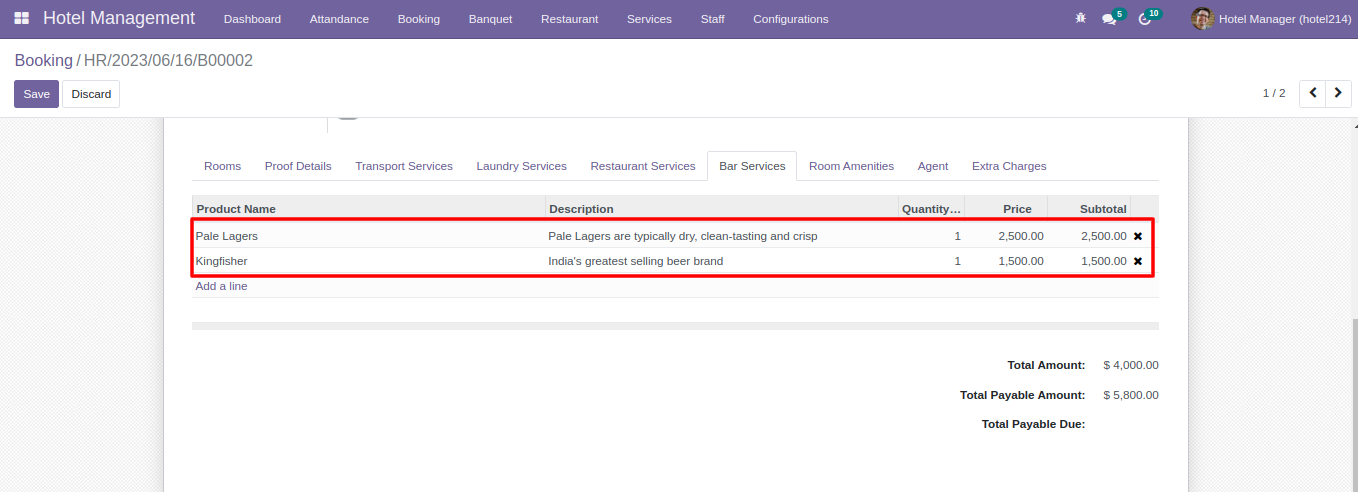 Hotel Management Dashboard Attendance Booking Banquet Restaurant Services Staff Configurations 5 10 Hotel Manager (hotel214)
Booking / HR/2023/06/16/B00002
Save Discard 1 / 2
Rooms Proof Details Transport Services Laundry Services Restaurant Services Bar Services Room Amenities Agent Extra Charges
Product Name Description Quantity… Price Subtotal
Pale Lagers Pale Lagers are typically dry, clean-tasting and crisp 1 2,500.00 2,500.00
Kingfisher India's greatest selling beer brand 1 1,500.00 1,500.00
Add a line
Total Amount: $ 4,000.00
Total Payable Amount: $ 5,800.00
Total Payable Due: